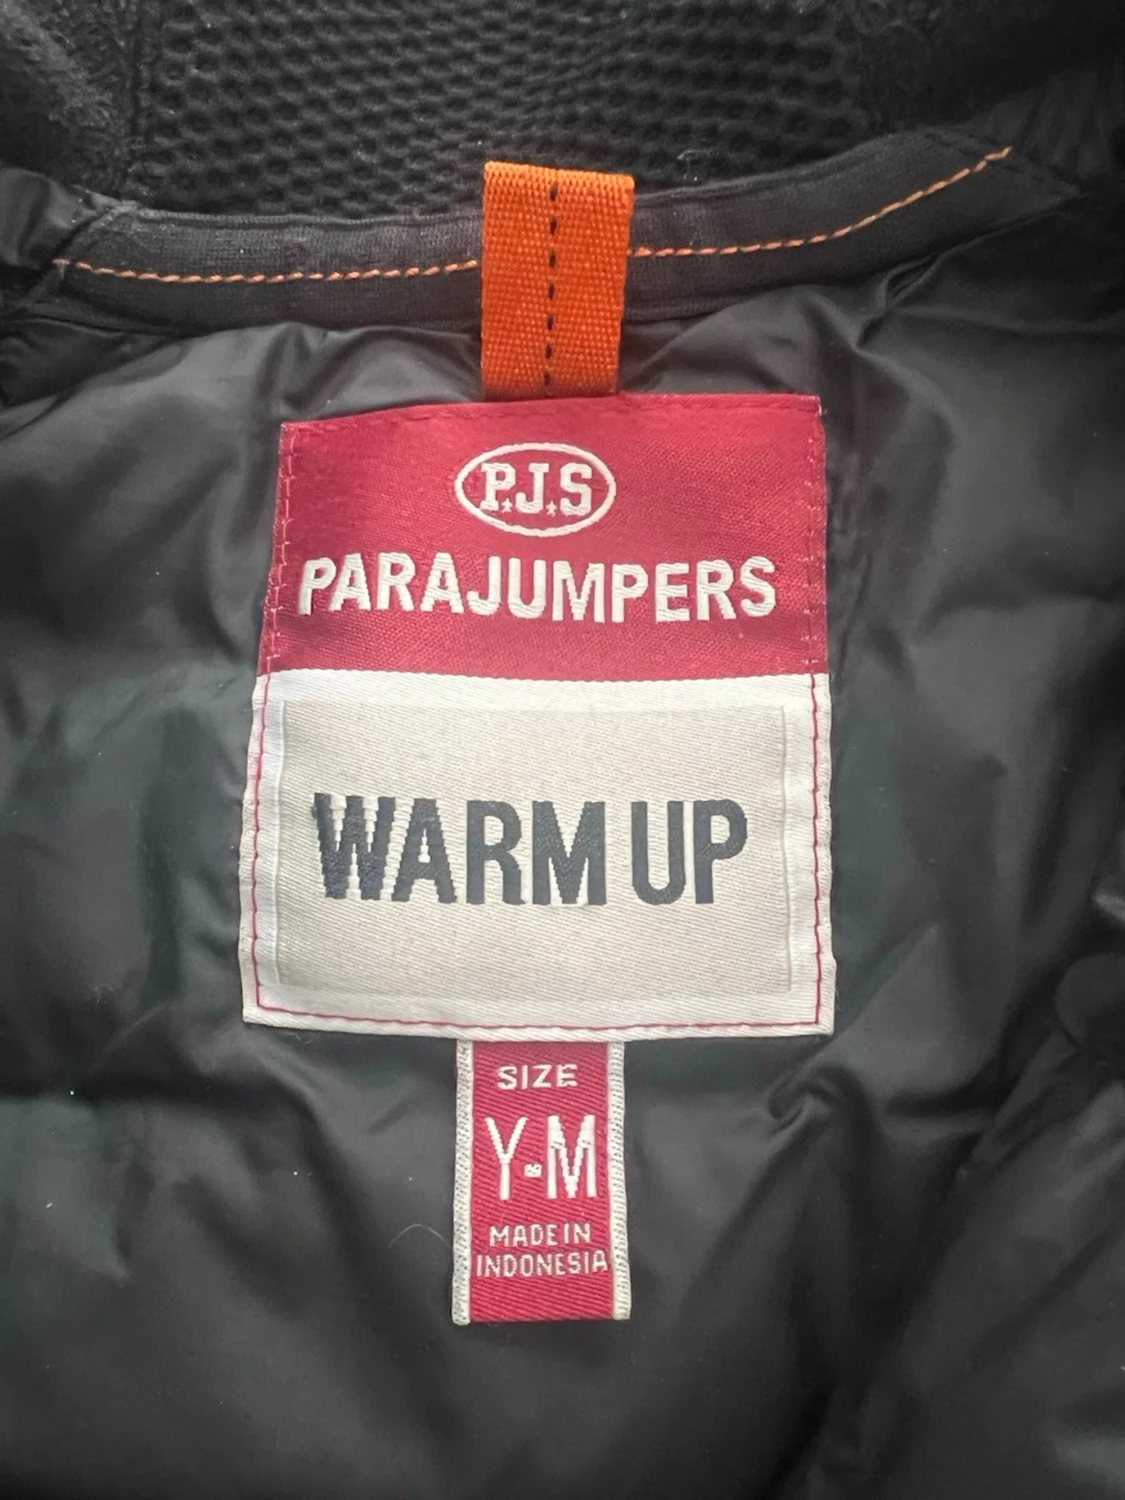 P.J.S
PARAJUMPERS
WARM UP
SIZE
Y-M
MADE IN
INDONESIA